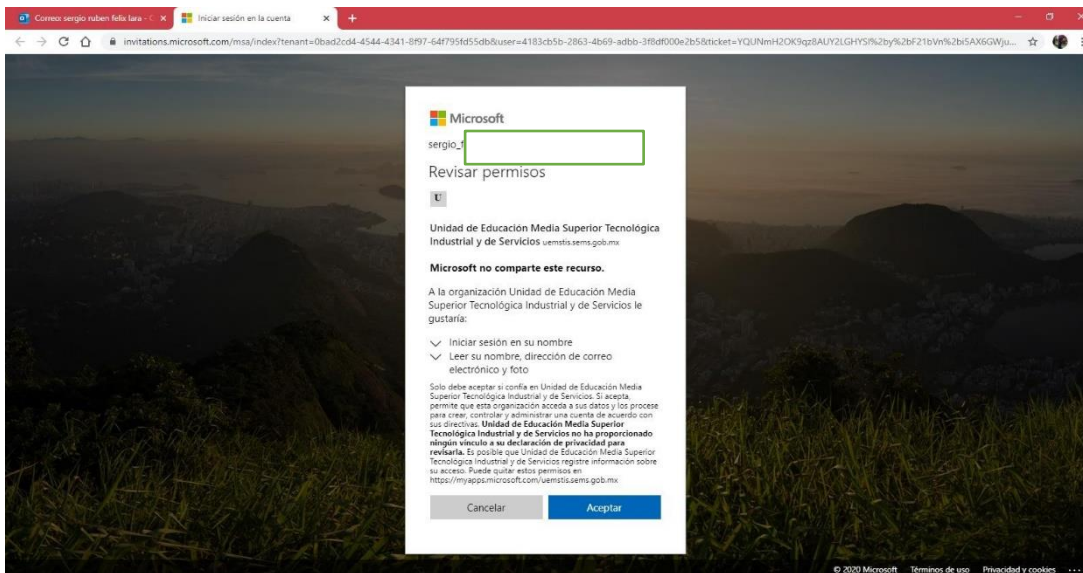 Correo: sergio ruben felix lara -
Iniciar sesión en la cuenta
invitations.microsoft.com/msa/index?tenant=0bad2cd4-4544-4341-8f97-64f795fd55db&user=4183cb5b-2863-4b69-adbb-3f8df000e2b5&ticket=YQUNmH2OK9qz8AUY2LGHYSI%2by%2bF21bVn%2bi5AX6GWju...
Microsoft
sergio_f
Revisar permisos
U
Unidad de Educación Media Superior Tecnológica
Industrial y de Servicios uemstis.sems.gob.mx
Microsoft no comparte este recurso.
A la organización Unidad de Educación Media
Superior Tecnológica Industrial y de Servicios le
gustaría:
Iniciar sesión en su nombre
Leer su nombre, dirección de correo
electrónico y foto
Solo debe aceptar si confía en Unidad de Educación Media
Superior Tecnológica Industrial y de Servicios. Si acepta,
permite que esta organización acceda a sus datos y los procese
para crear, controlar y administrar una cuenta de acuerdo con
sus directivas. Unidad de Educación Media Superior
Tecnológica Industrial y de Servicios no ha proporcionado
ningún vínculo a su declaración de privacidad para
revisarla. Es posible que Unidad de Educación Media Superior
Tecnológica Industrial y de Servicios registre información sobre
su acceso. Puede quitar estos permisos en
https://myapps.microsoft.com/uemstis.sems.gob.mx
Cancelar Aceptar
© 2020 Microsoft Términos de uso Privacidad y cookies ...